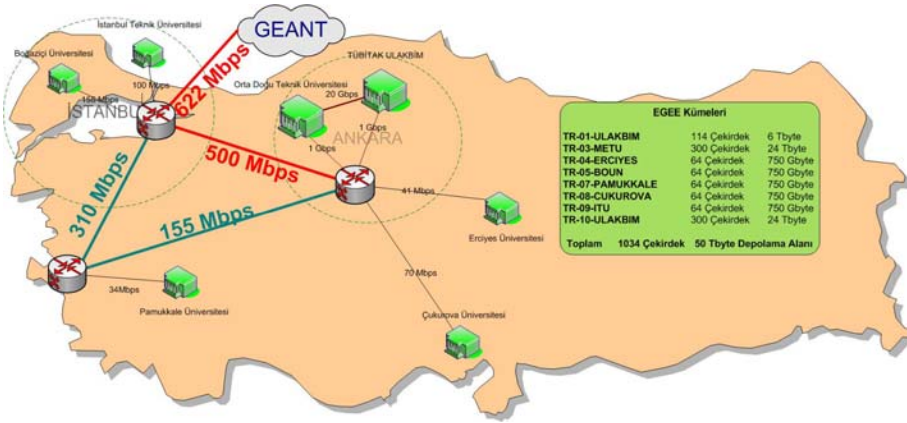 İstanbul Teknik Üniversitesi
GEANT
Boğaziçi Üniversitesi
TÜBİTAK ULAKBİM
622 Mbps
Orta Doğu Teknik Üniversitesi
100 Mbps
20 Gbps
155 Mbps
İSTANBU
1 Gbps
ANKARA
1 Gbps
500 Mbps
310 Mbps
155 Mbps
41 Mbps
Erciyes Üniversitesi
70 Mbps
34Mbps
Pamukkale Üniversitesi
Çukurova Üniversitesi
EGEE Kümeleri
TR-01-ULAKBIM 114 Çekirdek 6 Tbyte
TR-03-METU 300 Çekirdek 24 Tbyte
TR-04-ERCIYES 64 Çekirdek 750 Gbyte
TR-05-BOUN 64 Çekirdek 750 Gbyte
TR-07-PAMUKKALE 64 Çekirdek 750 Gbyte
TR-08-CUKUROVA 64 Çekirdek 750 Gbyte
TR-09-ITU 64 Çekirdek 750 Gbyte
TR-10-ULAKBIM 300 Çekirdek 24 Tbyte
Toplam 1034 Çekirdek 50 Tbyte Depolama Alanı